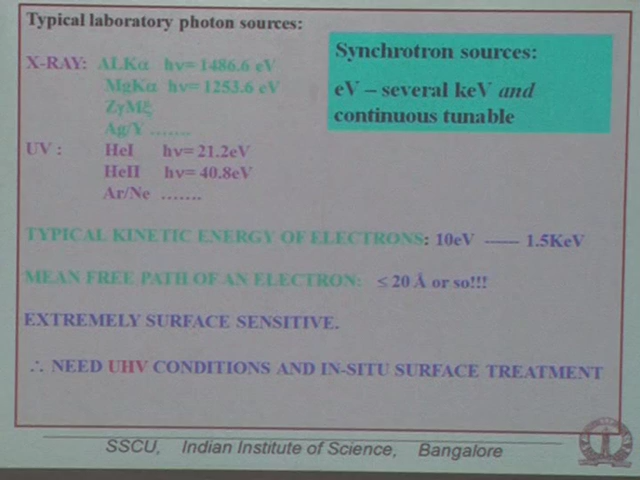 Typical laboratory photon sources:
X-RAY: ALKα hν= 1486.6 eV
MgKα hν= 1253.6 eV
ZγMξ
Ag/Y .......
UV : HeI hν= 21.2eV
HeII hν= 40.8eV
Ar/Ne .......
Synchrotron sources:
eV – several keV and
continuous tunable
TYPICAL KINETIC ENERGY OF ELECTRONS: 10eV —— 1.5KeV
MEAN FREE PATH OF AN ELECTRON: ≤ 20 Å or so!!!
EXTREMELY SURFACE SENSITIVE.
∴ NEED UHV CONDITIONS AND IN-SITU SURFACE TREATMENT
SSCU, Indian Institute of Science, Bangalore